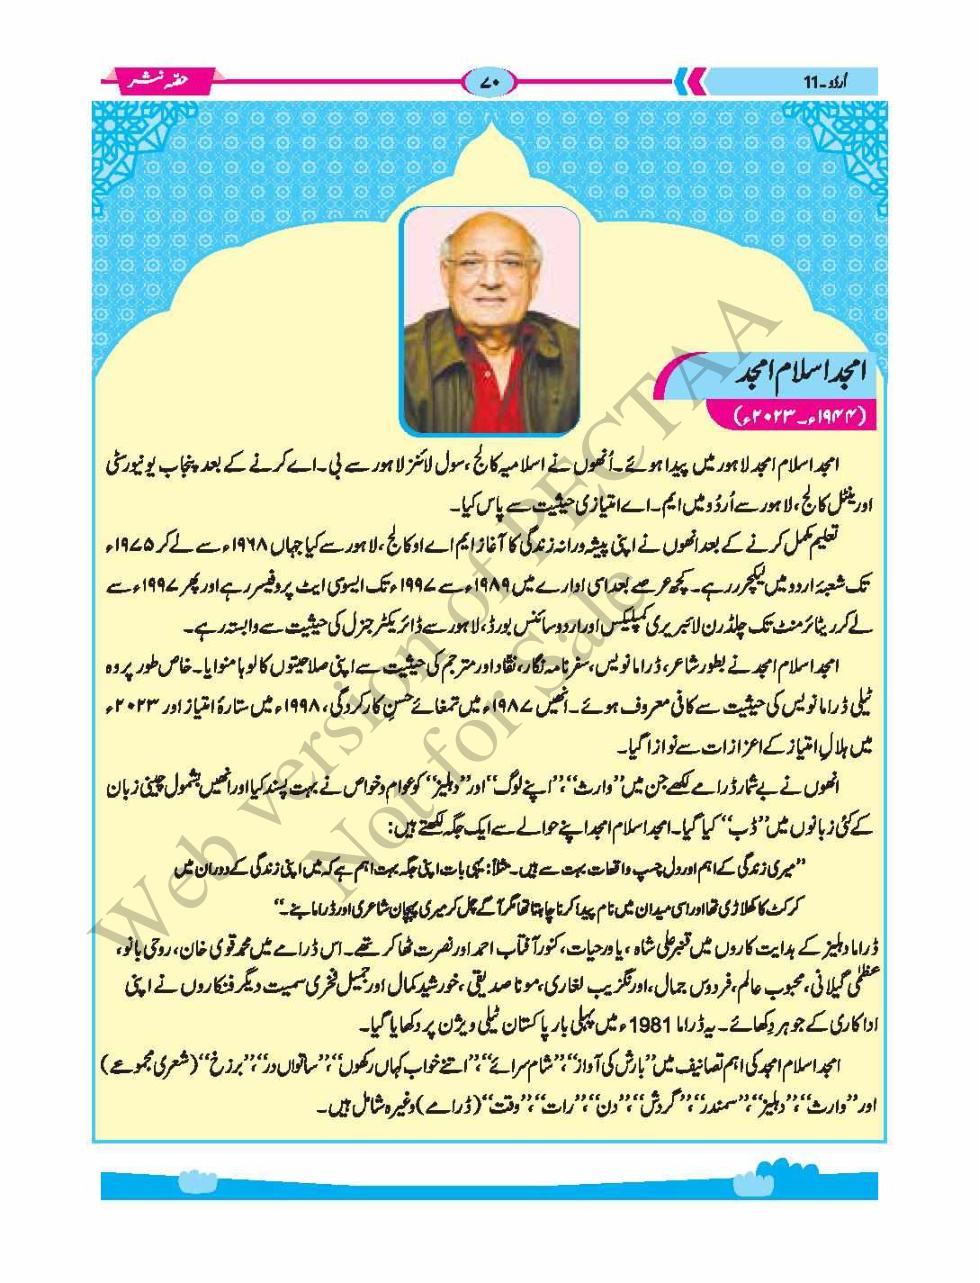 اُردُو۔11
۷۰
حصّہ نثر
امجد اسلام امجد
(۱۹۴۴ء۔۲۰۲۳ء)
امجد اسلام امجد لاہور میں پیدا ہوئے۔ اُنھوں نے اسلامیہ کالج، سول لائنز لاہور سے بی۔اے کرنے کے بعد پنجاب یونیورسٹی
اورینٹل کالج، لاہور سے اُردُو میں ایم۔اے امتیازی حیثیت سے پاس کیا۔
تعلیم مکمل کرنے کے بعد انھوں نے اپنی پیشہ ورانہ زندگی کا آغاز ایم اے او کالج، لاہور سے کیا جہاں ۱۹۶۸ء سے لے کر ۱۹۷۵ء
تک شعبۂ اردو میں لیکچرر رہے۔ کچھ عرصے بعد اسی ادارے میں ۱۹۸۹ء سے ۱۹۹۷ء تک ایسوسی ایٹ پروفیسر رہے اور پھر ۱۹۹۷ء سے
لے کر ریٹائرمنٹ تک چلڈرن لائبریری کمپلیکس اور اردو سائنس بورڈ، لاہور سے ڈائریکٹر جنرل کی حیثیت سے وابستہ رہے۔
امجد اسلام امجد نے بطور شاعر، ڈراما نویس، سفرنامہ نگار، نقاد اور مترجم کی حیثیت سے اپنی صلاحیتوں کا لوہا منوایا۔ خاص طور پر وہ
ٹیلی ڈراما نویس کی حیثیت سے کافی معروف ہوئے۔ انھیں ۱۹۸۷ء میں تمغائے حسنِ کارکردگی، ۱۹۹۸ء میں ستارۂ امتیاز اور ۲۰۲۳ء
میں ہلالِ امتیاز کے اعزازات سے نوازا گیا۔
انھوں نے بے شمار ڈرامے لکھے جن میں ”وارث“، ”اپنے لوگ“ اور ”دہلیز“ کو عوام و خواص نے بہت پسند کیا اور انھیں بشمول چینی زبان
کے کئی زبانوں میں ”ڈب“ کیا گیا۔ امجد اسلام امجد اپنے حوالے سے ایک جگہ لکھتے ہیں:
”میری زندگی کے اہم اور دل چسپ واقعات بہت سے ہیں۔ مثلاً: یہی بات اپنی جگہ بہت اہم ہے کہ میں اپنی زندگی کے دوران میں
کرکٹ کا کھلاڑی تھا اور اسی میدان میں نام پیدا کرنا چاہتا تھا مگر آگے چل کر میری پہچان شاعری اور ڈراما بنے۔“
ڈراما دہلیز کے ہدایت کاروں میں قنبر علی شاہ، یاور حیات، کنور آفتاب احمد اور نصرت ٹھاکر تھے۔ اس ڈرامے میں محمد قوی خان، روحی بانو،
عظمٰی گیلانی، محبوب عالم، فردوس جمال، اورنگزیب لغاری، مونا صدیقی، خورشید کمال اور جمیل فخری سمیت دیگر فنکاروں نے اپنی
اداکاری کے جوہر دکھائے۔ یہ ڈراما 1981ء میں پہلی بار پاکستان ٹیلی ویژن پر دکھایا گیا۔
امجد اسلام امجد کی اہم تصانیف میں ”بارش کی آواز“، ”شام سرائے“، ”اتنے خواب کہاں رکھوں“، ”ساتواں در“، ”برزخ“ (شعری مجموعے)
اور ”وارث“، ”دہلیز“، ”سمندر“، ”گردش“، ”دن“، ”رات“، ”وقت“ (ڈرامے) وغیرہ شامل ہیں۔
Web version of PECTAA
Not for Sale